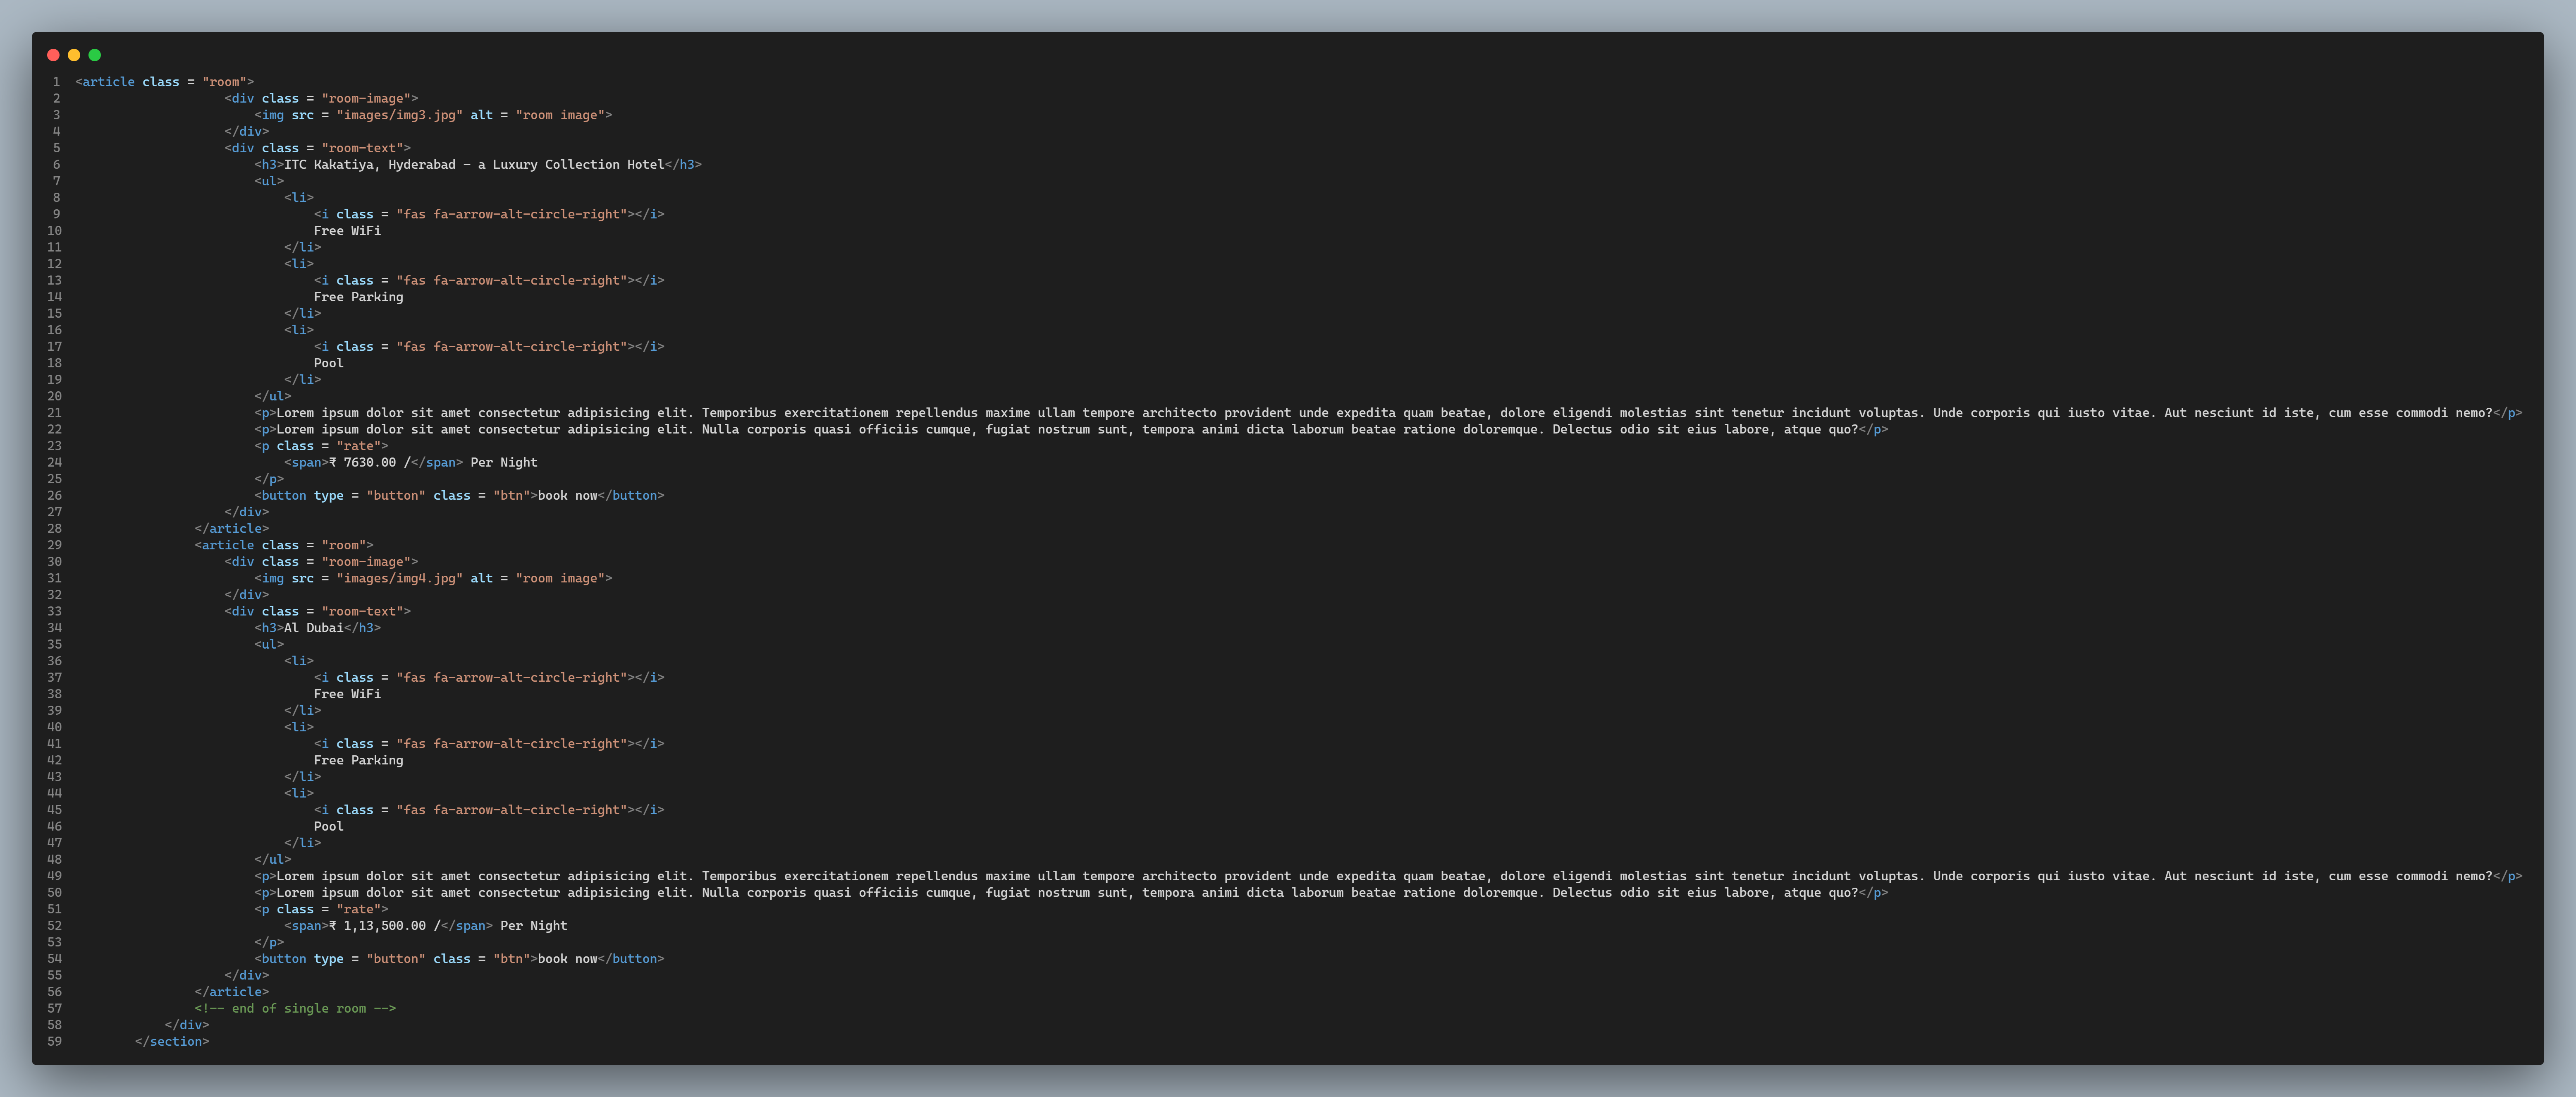 1 <article class = "room">
2 <div class = "room-image">
3 <img src = "images/img3.jpg" alt = "room image">
4 </div>
5 <div class = "room-text">
6 <h3>ITC Kakatiya, Hyderabad - a Luxury Collection Hotel</h3>
7 <ul>
8 <li>
9 <i class = "fas fa-arrow-alt-circle-right"></i>
10 Free WiFi
11 </li>
12 <li>
13 <i class = "fas fa-arrow-alt-circle-right"></i>
14 Free Parking
15 </li>
16 <li>
17 <i class = "fas fa-arrow-alt-circle-right"></i>
18 Pool
19 </li>
20 </ul>
21 <p>Lorem ipsum dolor sit amet consectetur adipisicing elit. Temporibus exercitationem repellendus maxime ullam tempore architecto provident unde expedita quam beatae, dolore eligendi molestias sint tenetur incidunt voluptas. Unde corporis qui iusto vitae. Aut nesciunt id iste, cum esse commodi nemo?</p>
22 <p>Lorem ipsum dolor sit amet consectetur adipisicing elit. Nulla corporis quasi officiis cumque, fugiat nostrum sunt, tempora animi dicta laborum beatae ratione doloremque. Delectus odio sit eius labore, atque quo?</p>
23 <p class = "rate">
24 <span>₹ 7630.00 /</span> Per Night
25 </p>
26 <button type = "button" class = "btn">book now</button>
27 </div>
28 </article>
29 <article class = "room">
30 <div class = "room-image">
31 <img src = "images/img4.jpg" alt = "room image">
32 </div>
33 <div class = "room-text">
34 <h3>Al Dubai</h3>
35 <ul>
36 <li>
37 <i class = "fas fa-arrow-alt-circle-right"></i>
38 Free WiFi
39 </li>
40 <li>
41 <i class = "fas fa-arrow-alt-circle-right"></i>
42 Free Parking
43 </li>
44 <li>
45 <i class = "fas fa-arrow-alt-circle-right"></i>
46 Pool
47 </li>
48 </ul>
49 <p>Lorem ipsum dolor sit amet consectetur adipisicing elit. Temporibus exercitationem repellendus maxime ullam tempore architecto provident unde expedita quam beatae, dolore eligendi molestias sint tenetur incidunt voluptas. Unde corporis qui iusto vitae. Aut nesciunt id iste, cum esse commodi nemo?</p>
50 <p>Lorem ipsum dolor sit amet consectetur adipisicing elit. Nulla corporis quasi officiis cumque, fugiat nostrum sunt, tempora animi dicta laborum beatae ratione doloremque. Delectus odio sit eius labore, atque quo?</p>
51 <p class = "rate">
52 <span>₹ 1,13,500.00 /</span> Per Night
53 </p>
54 <button type = "button" class = "btn">book now</button>
55 </div>
56 </article>
57 <!-- end of single room -->
58 </div>
59 </section>